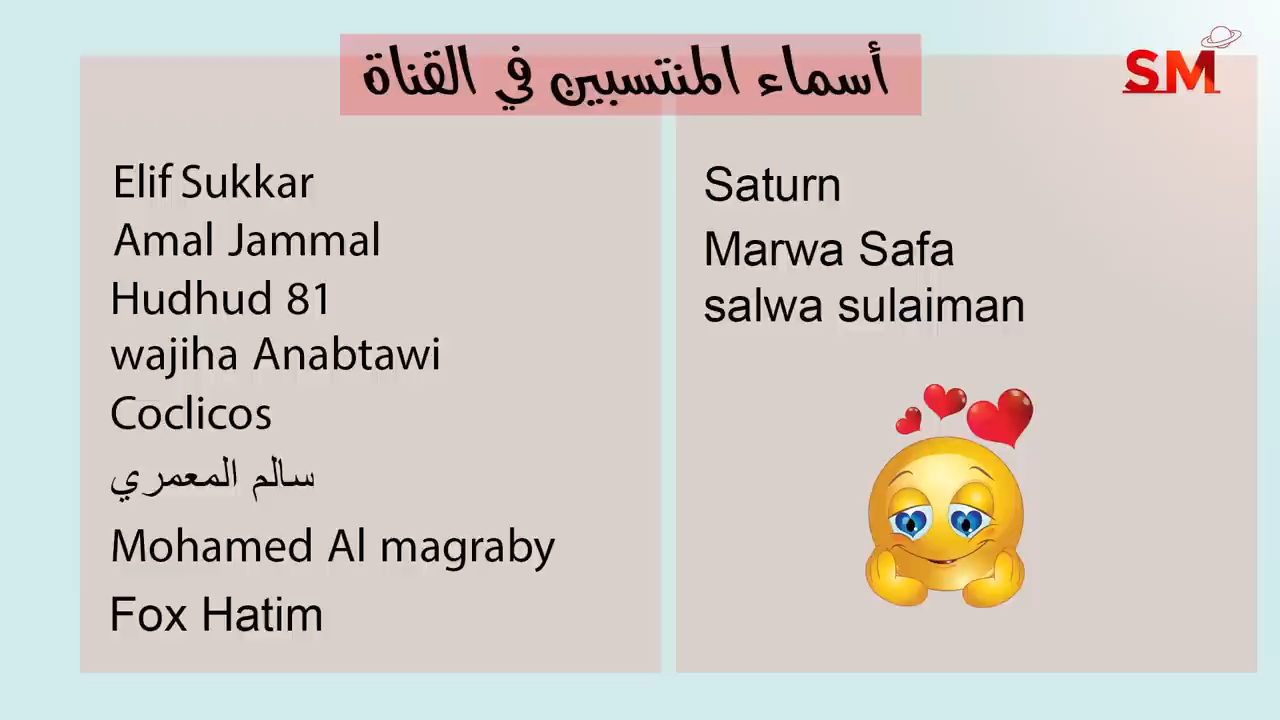 أسماء المنتسبين في القناة
SM
Elif Sukkar
Amal Jammal
Hudhud 81
wajiha Anabtawi
Coclicos
سالم المعمري
Mohamed Al magraby
Fox Hatim
Saturn
Marwa Safa
salwa sulaiman